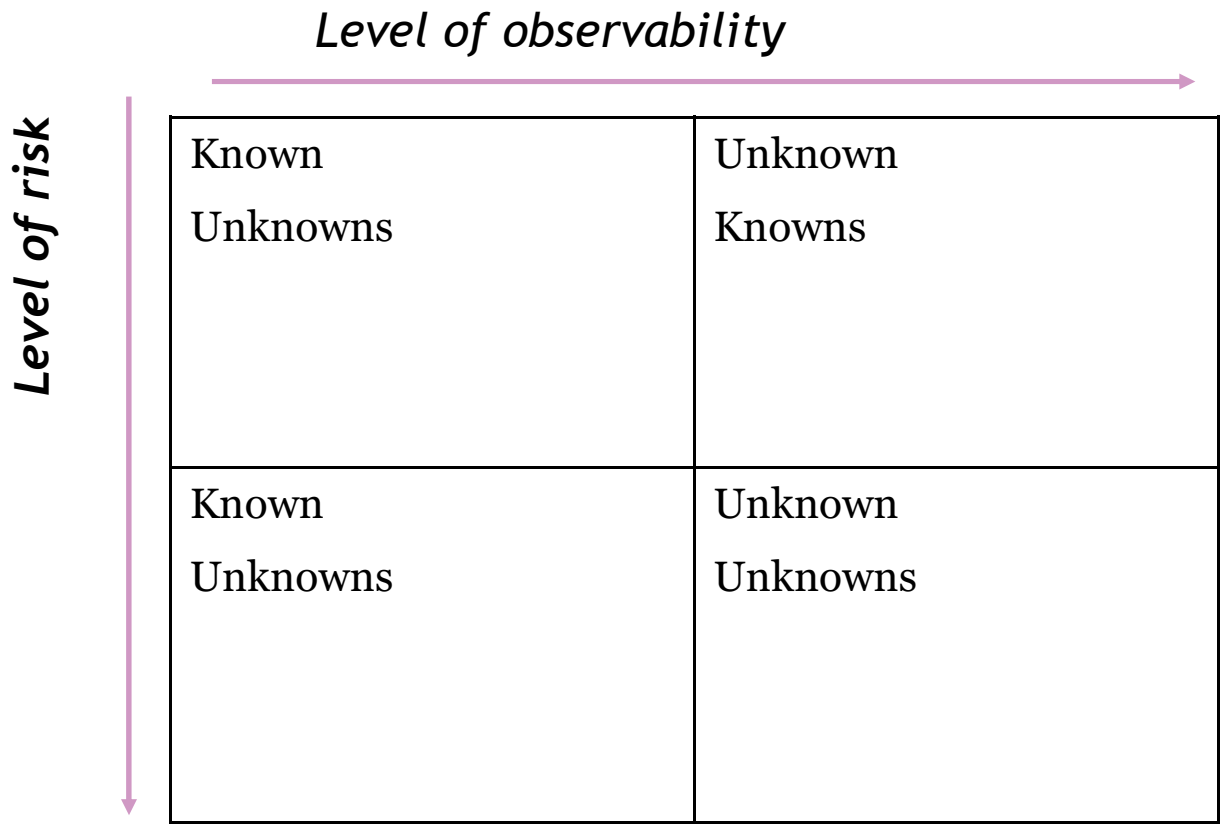 Level of observability
Level of risk
Known
Unknowns
Unknown
Knowns
Known
Unknowns
Unknown
Unknowns